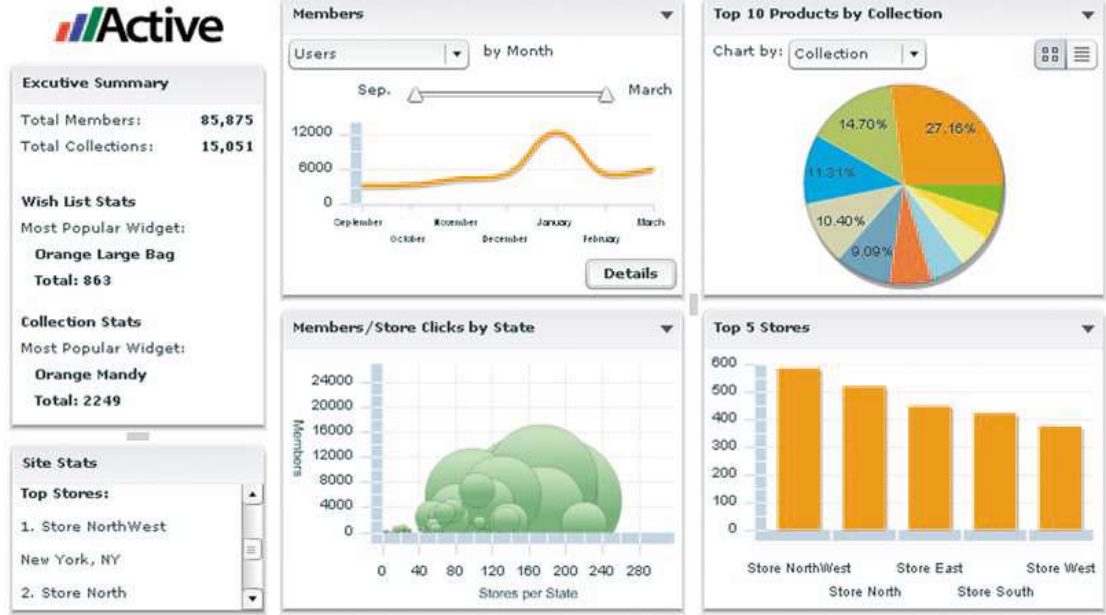 Active
Excutive Summary
Total Members: 85,875
Total Collections: 15,051
Wish List Stats
Most Popular Widget:
Orange Large Bag
Total: 863
Collection Stats
Most Popular Widget:
Orange Mandy
Total: 2249
Site Stats
Top Stores:
1. Store NorthWest
New York, NY
2. Store North
Members
Users by Month
Sep. March
12000
6000
0
September November January March
October December February
Details
Top 10 Products by Collection
Chart by: Collection
27.16%
14.70%
11.31%
10.40%
9.09%
Members/Store Clicks by State
Members
24000
20000
16000
12000
8000
4000
0
0 40 80 120 160 200 240 280
Stores per State
Top 5 Stores
600
500
400
300
200
100
0
Store NorthWest Store East Store West
Store North Store South